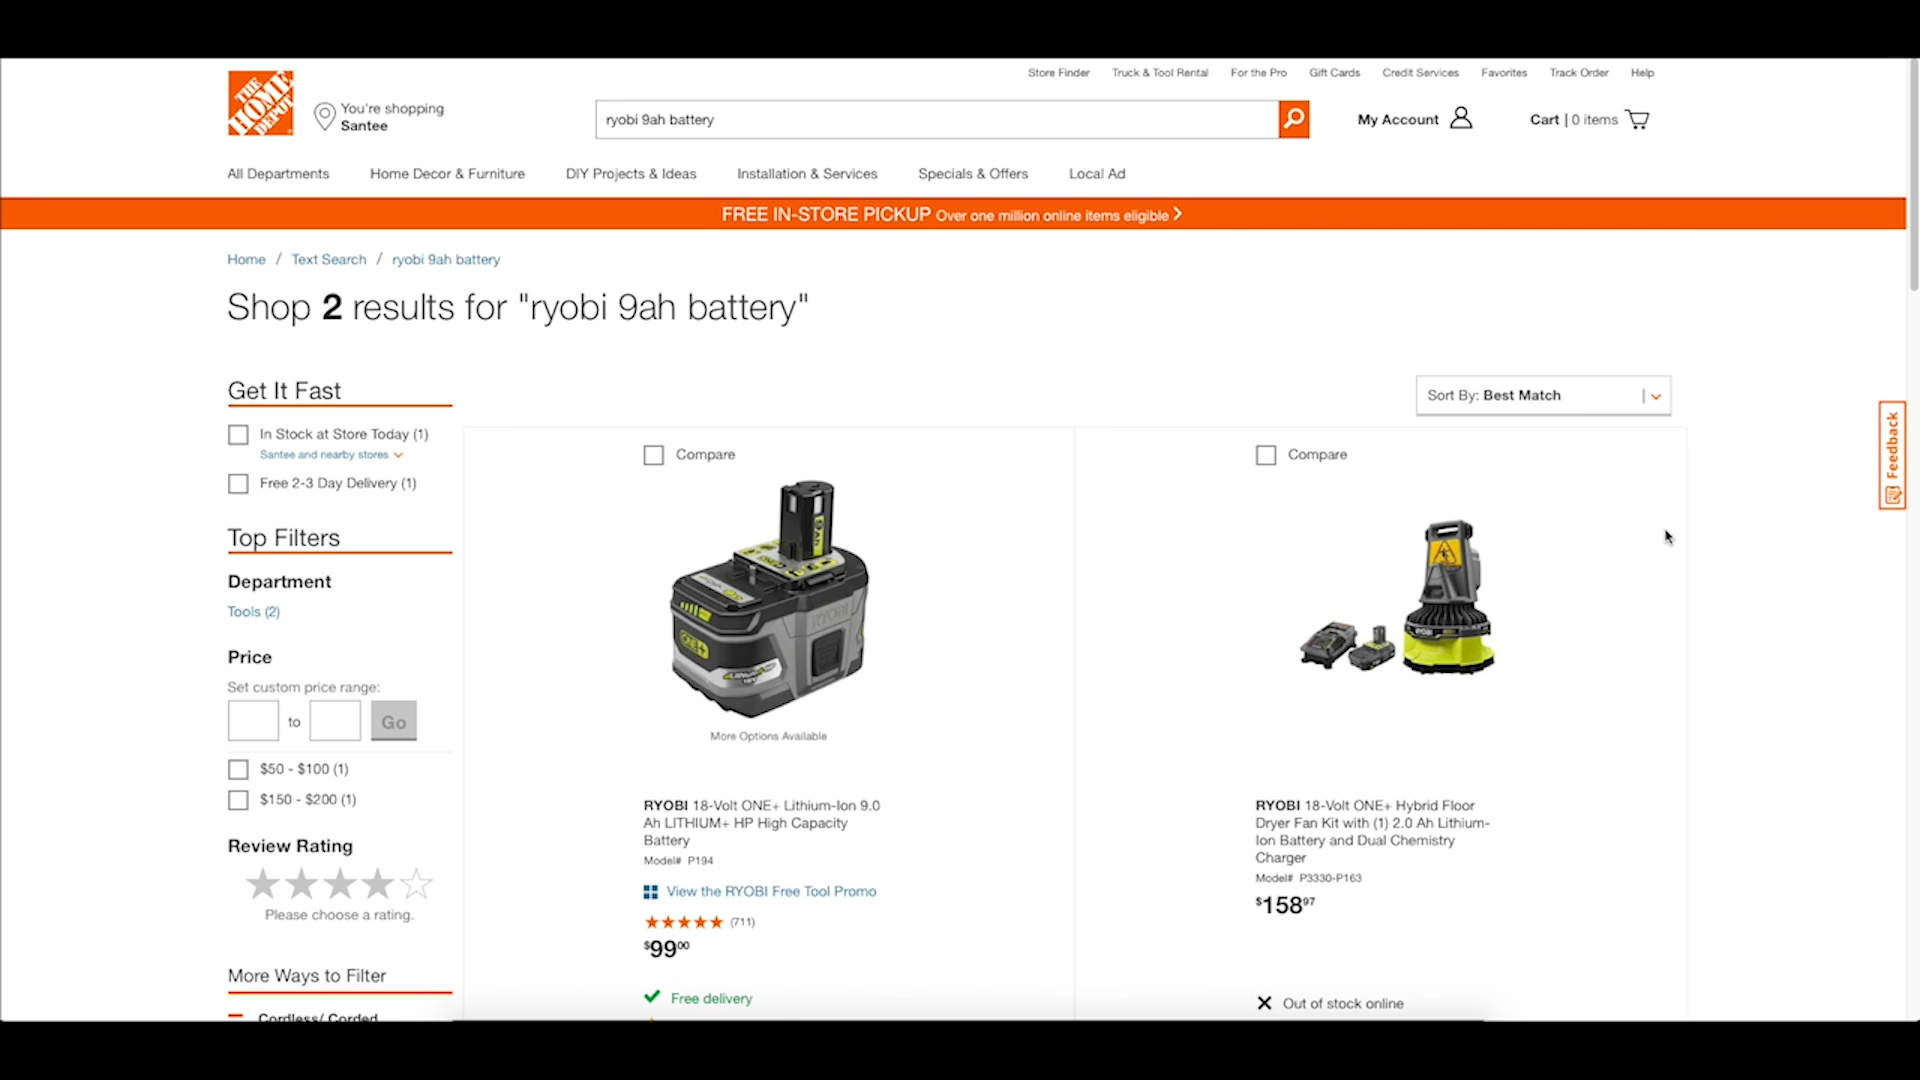 Store Finder Truck & Tool Rental For the Pro Gift Cards Credit Services Favorites Track Order Help
THE HOME DEPOT
You're shopping
Santee
ryobi 9ah battery
My Account
Cart | 0 items
All Departments Home Decor & Furniture DIY Projects & Ideas Installation & Services Specials & Offers Local Ad
FREE IN-STORE PICKUP Over one million online items eligible
Home / Text Search / ryobi 9ah battery
Shop 2 results for "ryobi 9ah battery"
Get It Fast
In Stock at Store Today (1)
Santee and nearby stores
Free 2-3 Day Delivery (1)
Top Filters
Department
Tools (2)
Price
Set custom price range:
to Go
$50 - $100 (1)
$150 - $200 (1)
Review Rating
Please choose a rating.
More Ways to Filter
Cordless/ Corded
Sort By: Best Match
Feedback
Compare
9Ah
RYOBI
ONE+
More Options Available
RYOBI 18-Volt ONE+ Lithium-Ion 9.0
Ah LITHIUM+ HP High Capacity
Battery
Model# P194
View the RYOBI Free Tool Promo
(711)
$9900
Free delivery
Compare
RYOBI 18-Volt ONE+ Hybrid Floor
Dryer Fan Kit with (1) 2.0 Ah Lithium-
Ion Battery and Dual Chemistry
Charger
Model# P3330-P163
$15897
Out of stock online